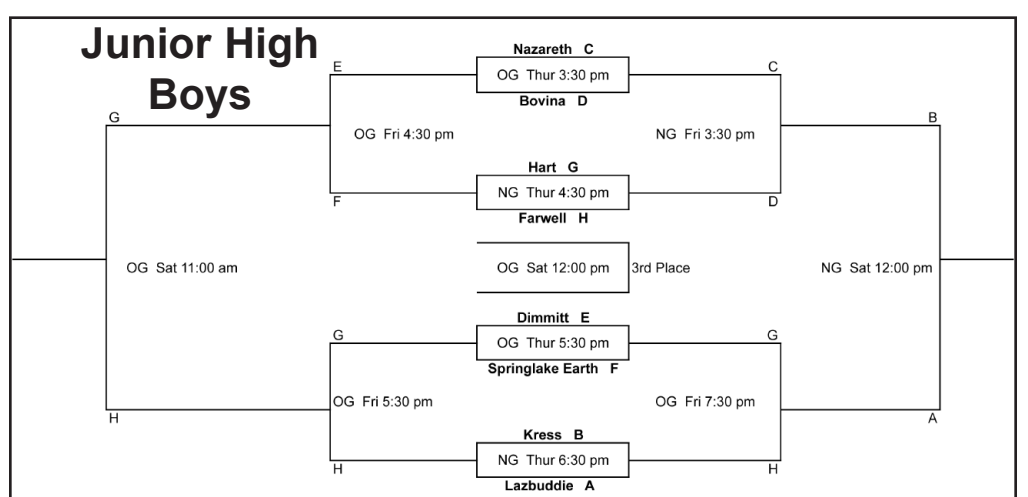 Junior High
Boys
Nazareth C
E
OG Thur 3:30 pm
C
Bovina D
G
B
OG Fri 4:30 pm
NG Fri 3:30 pm
Hart G
NG Thur 4:30 pm
F
D
Farwell H
OG Sat 11:00 am
OG Sat 12:00 pm
3rd Place
NG Sat 12:00 pm
Dimmitt E
G
OG Thur 5:30 pm
G
Springlake Earth F
OG Fri 5:30 pm
OG Fri 7:30 pm
H
A
Kress B
NG Thur 6:30 pm
H
H
Lazbuddie A